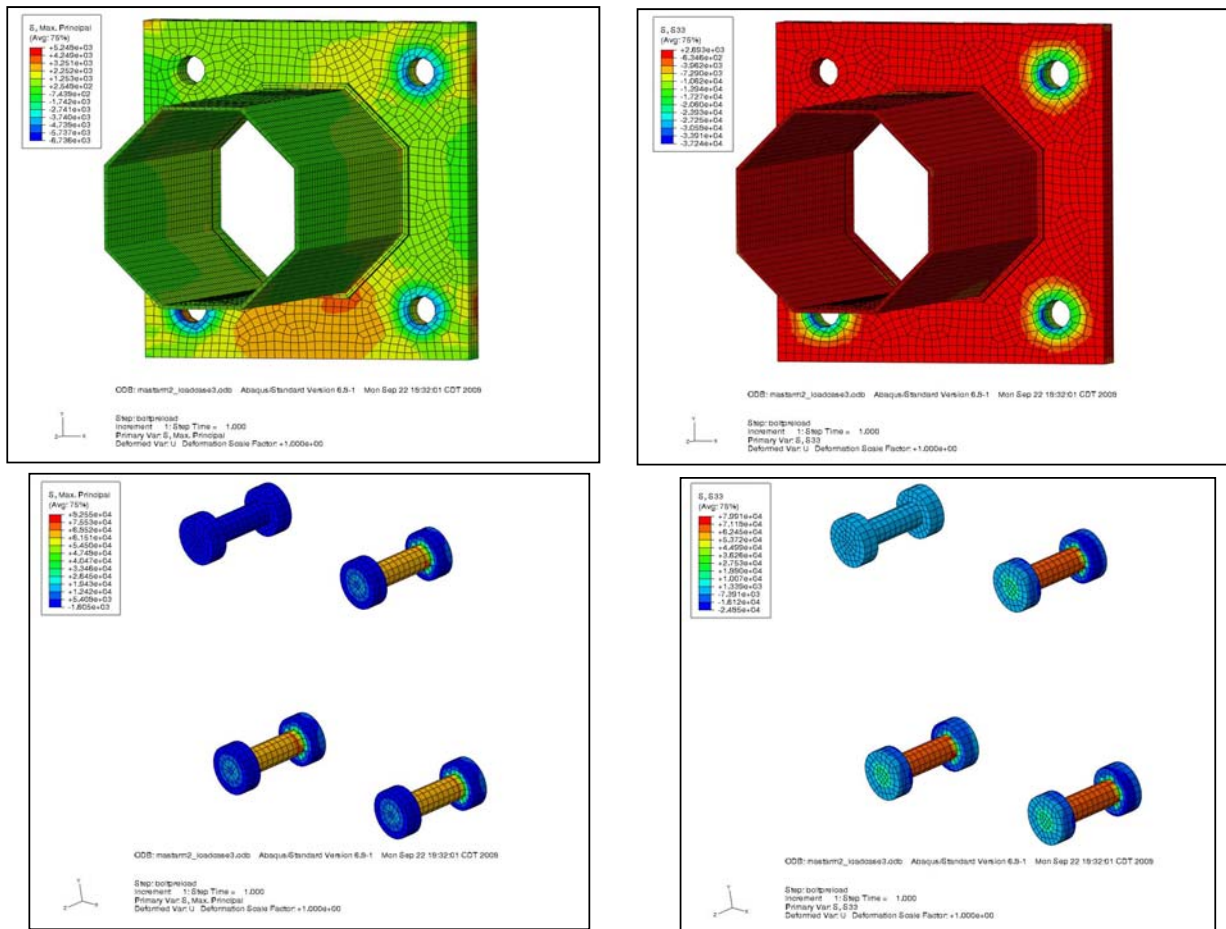 S, Max. Principal
(Avg: 75%)
+5.249e+03
+4.249e+03
+3.251e+03
+2.252e+03
+1.253e+03
+2.549e+02
-7.439e+02
-1.742e+03
-2.741e+03
-3.740e+03
-4.739e+03
-5.737e+03
-6.736e+03
ODB: mastarm2_loadcase3.odb Abaqus/Standard Version 6.8-1 Mon Sep 22 19:32:01 CDT 2008
Step: boltpreload
Increment 1: Step Time = 1.000
Primary Var: S, Max. Principal
Deformed Var: U Deformation Scale Factor: +1.000e+00
Y
Z X
S, S33
(Avg: 75%)
+2.693e+03
-6.346e+02
-3.962e+03
-7.290e+03
-1.062e+04
-1.394e+04
-1.727e+04
-2.060e+04
-2.393e+04
-2.725e+04
-3.058e+04
-3.391e+04
-3.724e+04
ODB: mastarm2_loadcase3.odb Abaqus/Standard Version 6.8-1 Mon Sep 22 19:32:01 CDT 2008
Step: boltpreload
Increment 1: Step Time = 1.000
Primary Var: S, S33
Deformed Var: U Deformation Scale Factor: +1.000e+00
Y
Z X
S, Max. Principal
(Avg: 75%)
+8.255e+04
+7.553e+04
+6.852e+04
+6.151e+04
+5.450e+04
+4.748e+04
+4.047e+04
+3.346e+04
+2.645e+04
+1.943e+04
+1.242e+04
+5.409e+03
-1.605e+03
ODB: mastarm2_loadcase3.odb Abaqus/Standard Version 6.8-1 Mon Sep 22 19:32:01 CDT 2008
Step: boltpreload
Increment 1: Step Time = 1.000
Primary Var: S, Max. Principal
Deformed Var: U Deformation Scale Factor: +1.000e+00
Y
Z X
S, S33
(Avg: 75%)
+7.991e+04
+7.118e+04
+6.245e+04
+5.372e+04
+4.499e+04
+3.626e+04
+2.753e+04
+1.880e+04
+1.007e+04
+1.339e+03
-7.391e+03
-1.612e+04
-2.485e+04
ODB: mastarm2_loadcase3.odb Abaqus/Standard Version 6.8-1 Mon Sep 22 19:32:01 CDT 2008
Step: boltpreload
Increment 1: Step Time = 1.000
Primary Var: S, S33
Deformed Var: U Deformation Scale Factor: +1.000e+00
Y
Z X